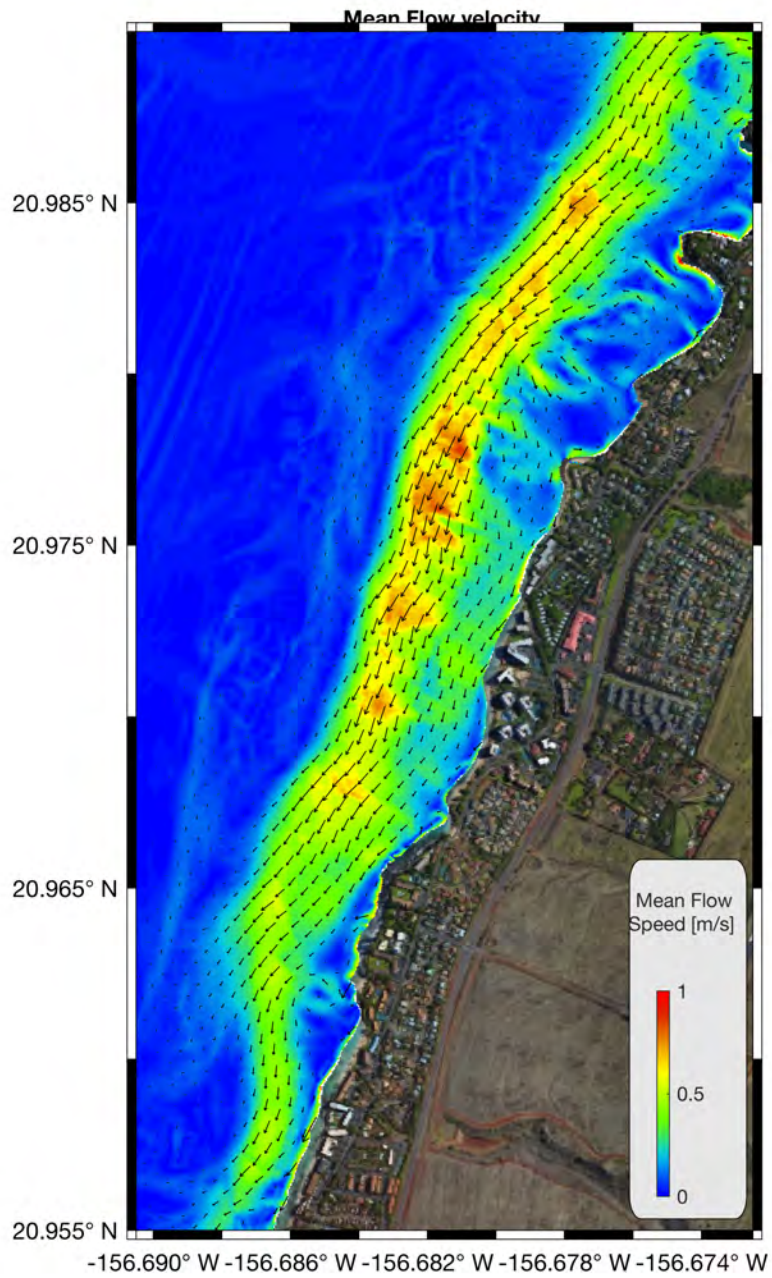 Mean Flow velocity
20.985° N
20.975° N
20.965° N
20.955° N
Mean Flow
Speed [m/s]
1
0.5
0
-156.690° W -156.686° W -156.682° W -156.678° W -156.674° W